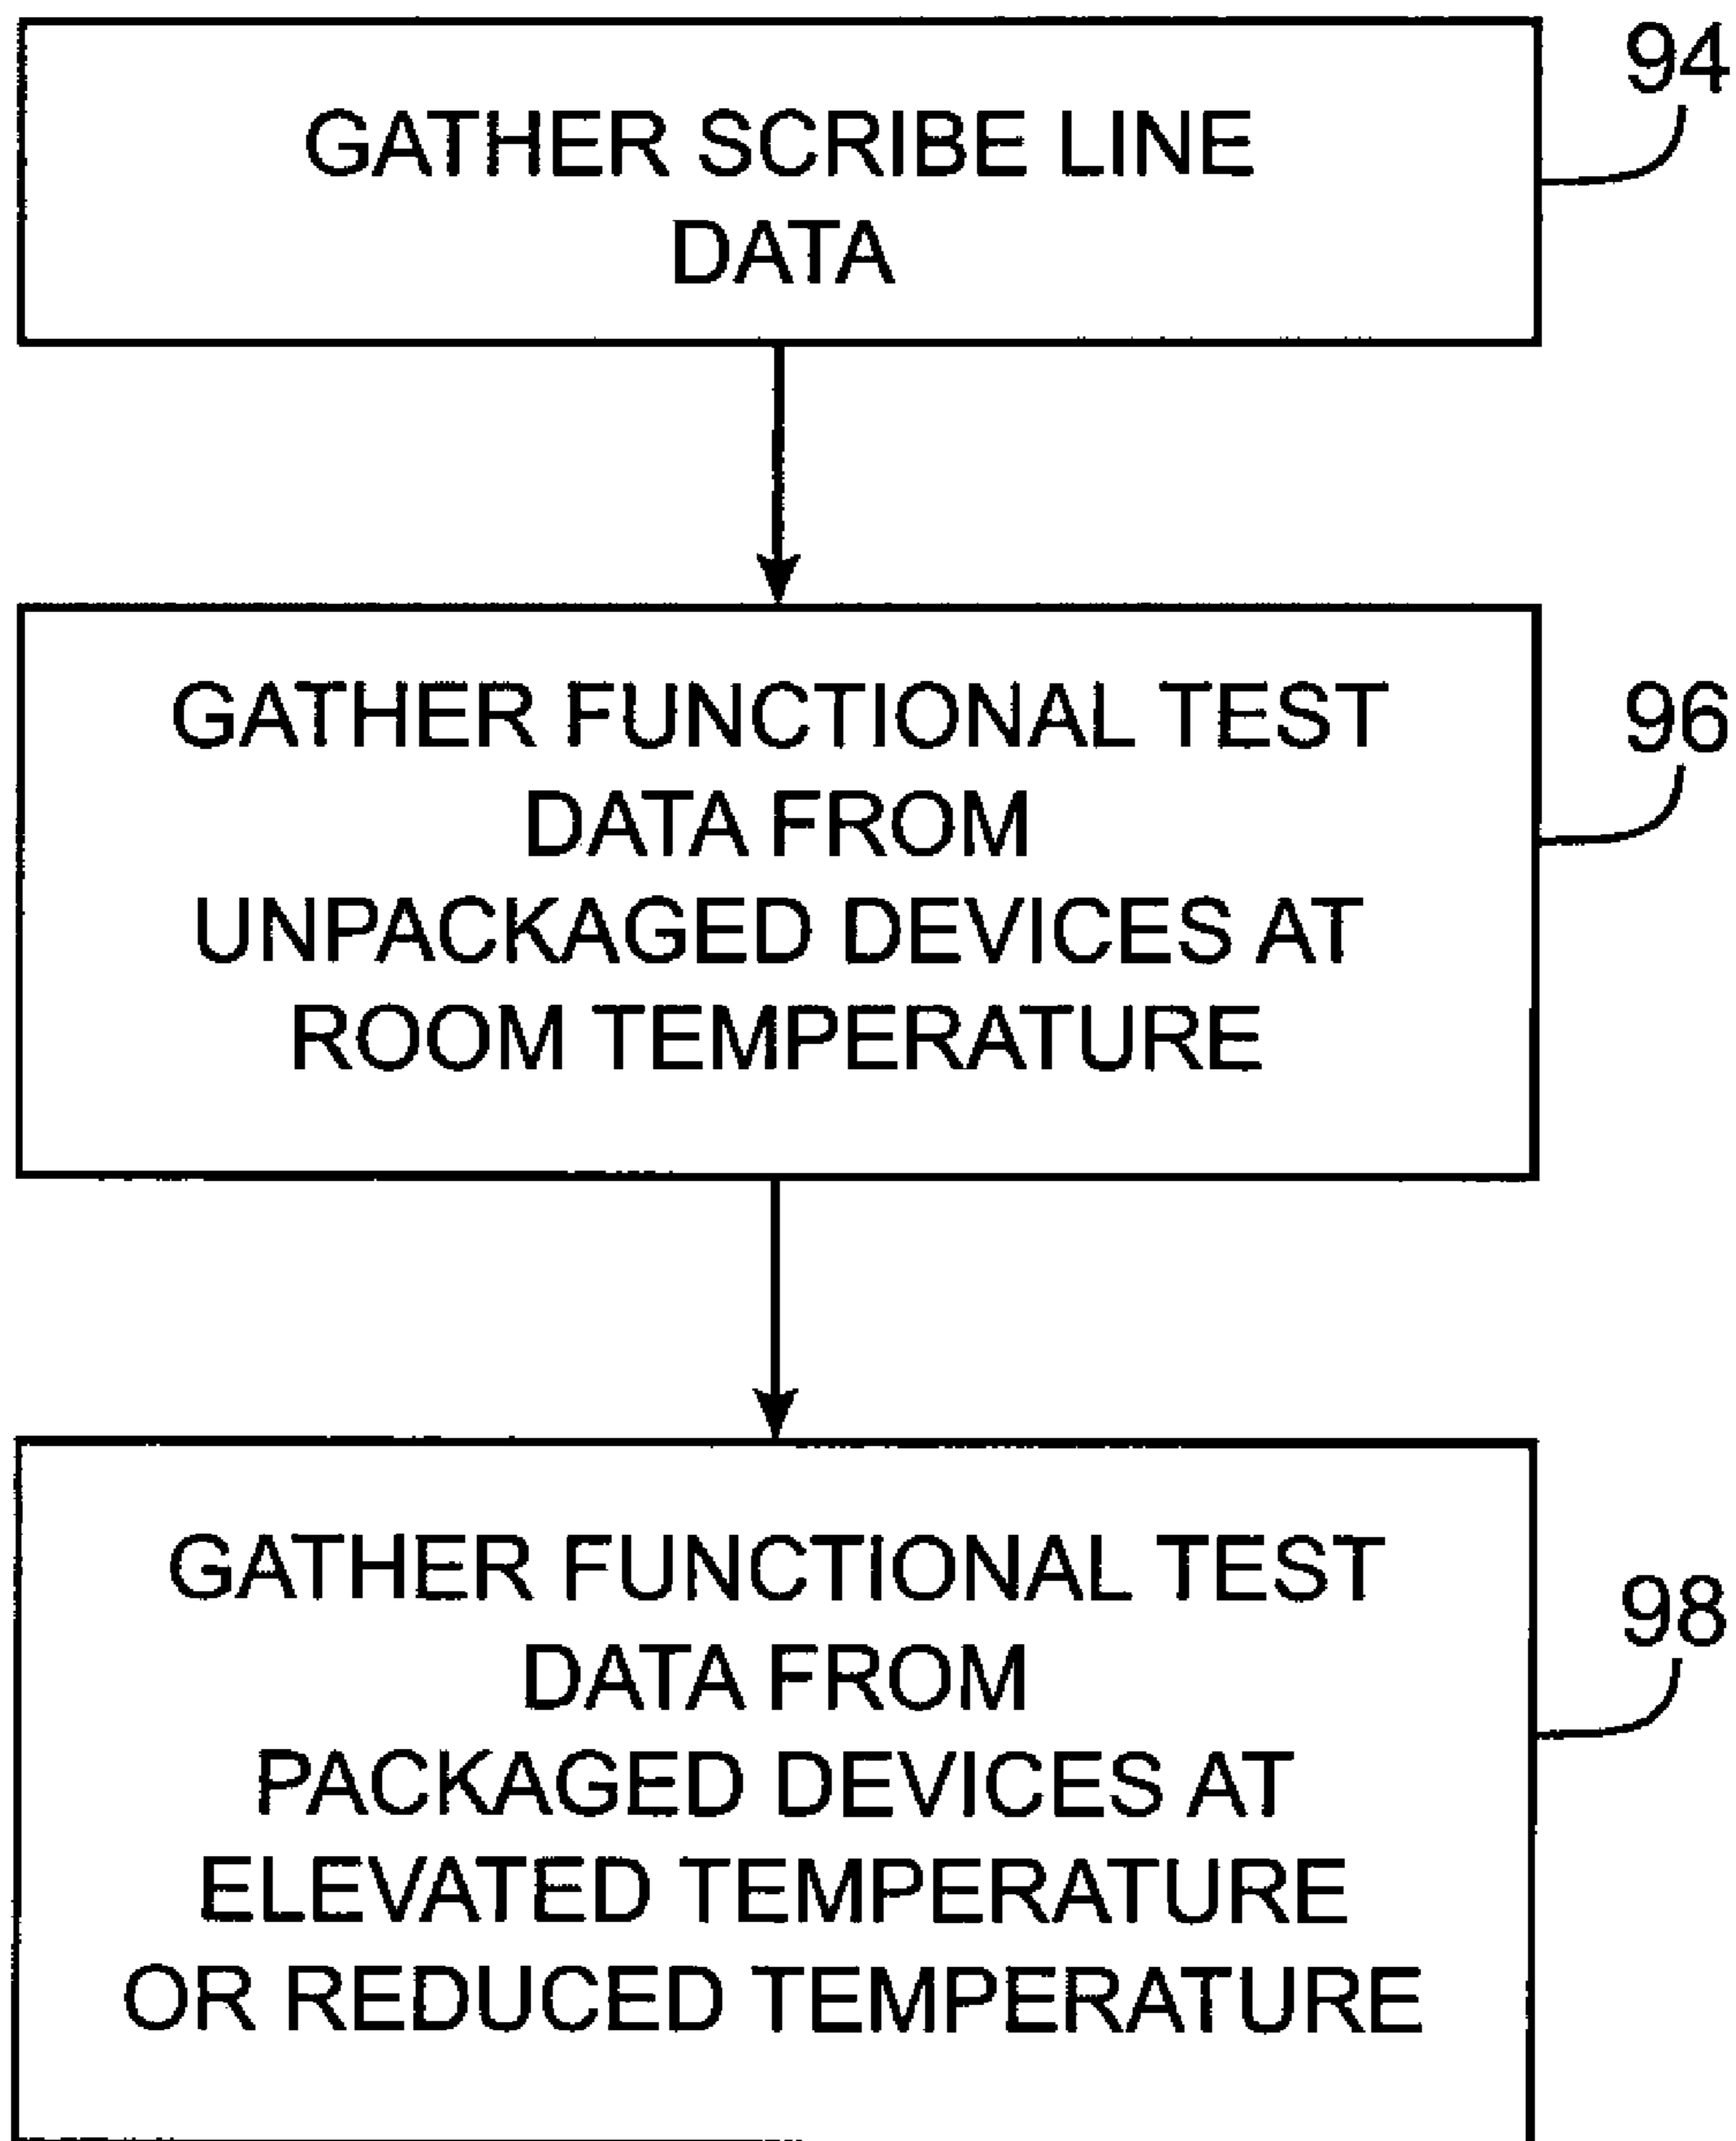 94
GATHER SCRIBE LINE
DATA
96
GATHER FUNCTIONAL TEST
DATA FROM
UNPACKAGED DEVICES AT
ROOM TEMPERATURE
98
GATHER FUNCTIONAL TEST
DATA FROM
PACKAGED DEVICES AT
ELEVATED TEMPERATURE
OR REDUCED TEMPERATURE